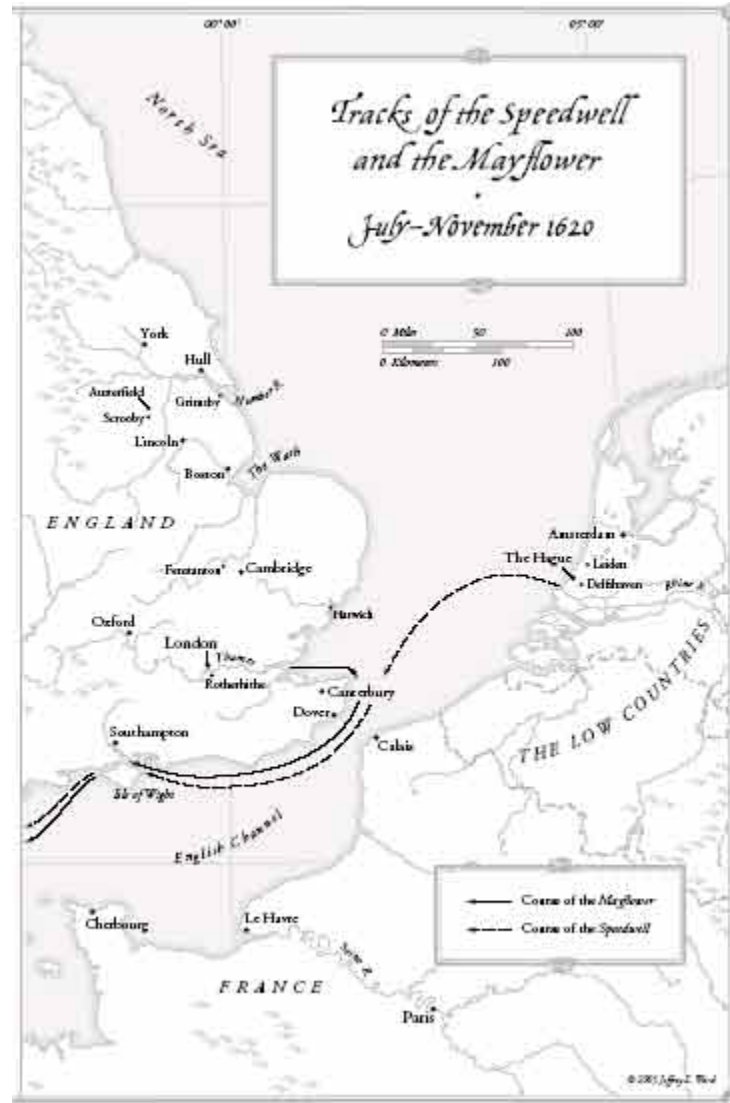 00°00'
05°00'
North Sea
Tracks of the Speedwell
and the Mayflower
July–November 1620
0 Miles 50 100
0 Kilometers 100
York
Hull
Austerfield
Scrooby
Grimsby
Humber R.
Lincoln
Boston
The Wash
ENGLAND
Amsterdam
The Hague
Leiden
Delfshaven
Rhine R.
Fenstanton
Cambridge
Harwich
Oxford
London
Thames
Rotherhithe
Canterbury
Dover
THE LOW COUNTRIES
Southampton
Calais
Isle of Wight
English Channel
Course of the Mayflower
Course of the Speedwell
Cherbourg
Le Havre
Seine R.
FRANCE
Paris
© 2005 Jeffrey L. Ward